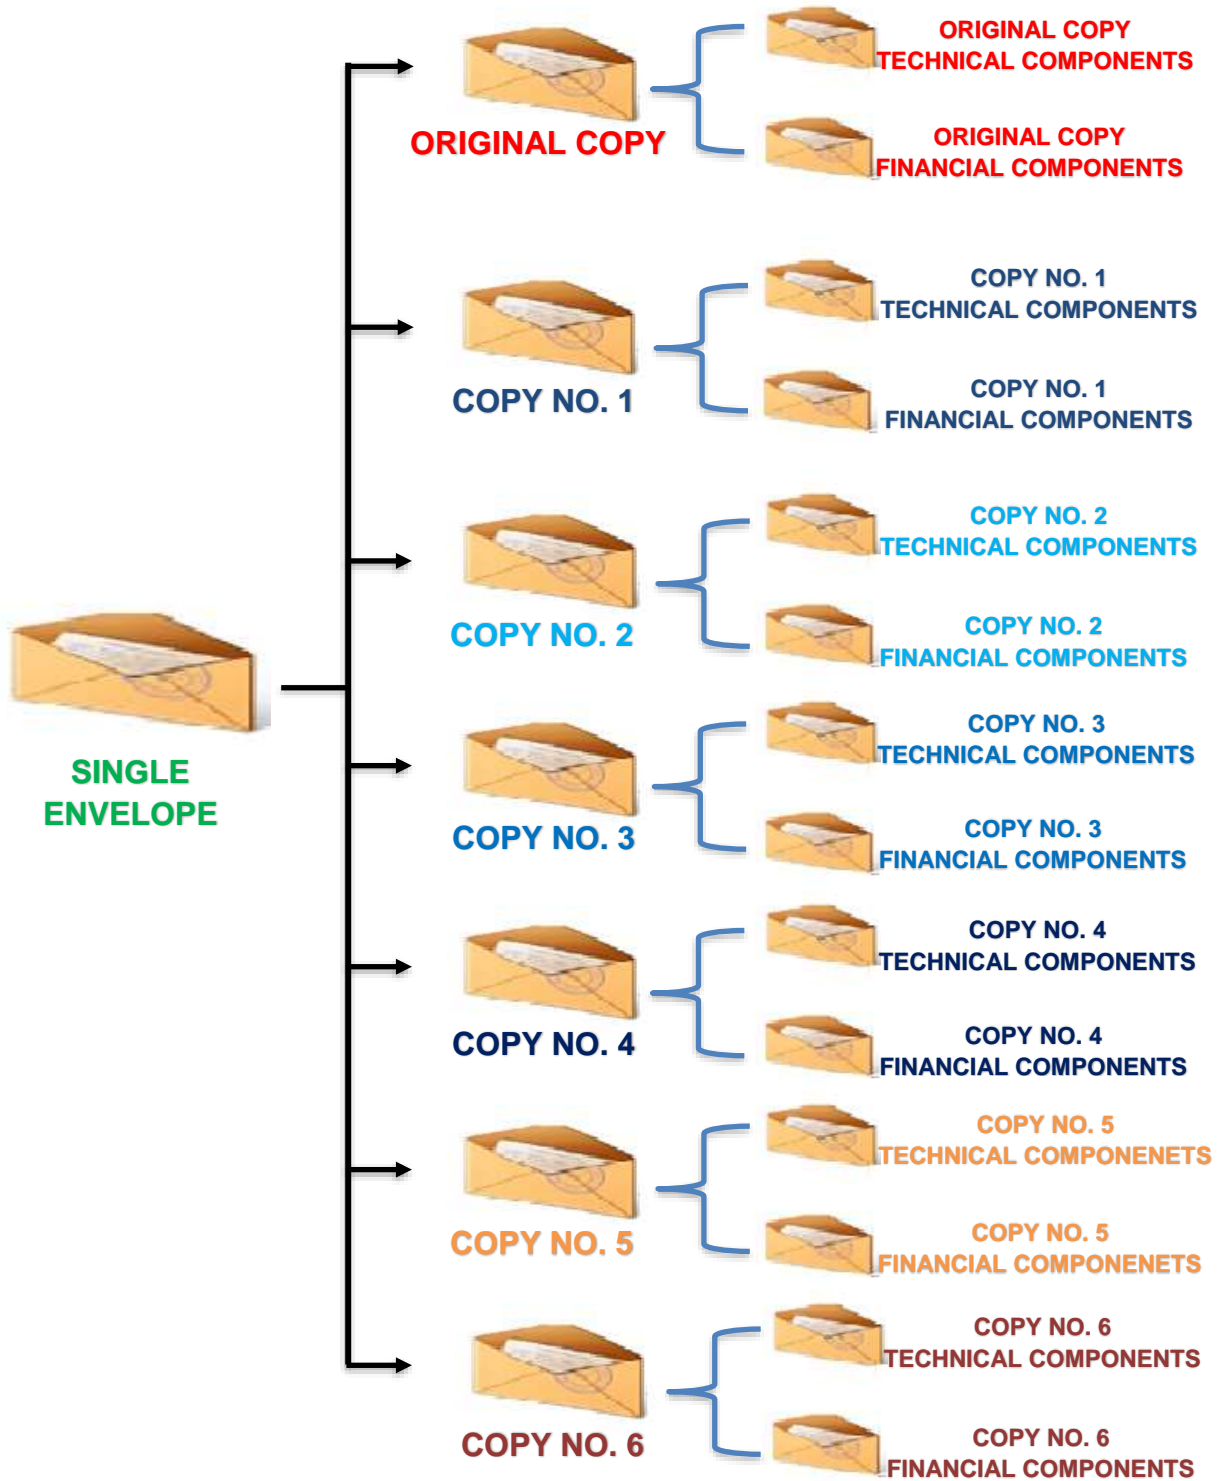 ORIGINAL COPY
TECHNICAL COMPONENTS
ORIGINAL COPY
ORIGINAL COPY
FINANCIAL COMPONENTS
COPY NO. 1
TECHNICAL COMPONENTS
COPY NO. 1
COPY NO. 1
FINANCIAL COMPONENTS
COPY NO. 2
TECHNICAL COMPONENTS
COPY NO. 2
COPY NO. 2
FINANCIAL COMPONENTS
SINGLE
ENVELOPE
COPY NO. 3
TECHNICAL COMPONENTS
COPY NO. 3
COPY NO. 3
FINANCIAL COMPONENTS
COPY NO. 4
TECHNICAL COMPONENTS
COPY NO. 4
COPY NO. 4
FINANCIAL COMPONENTS
COPY NO. 5
TECHNICAL COMPONENETS
COPY NO. 5
COPY NO. 5
FINANCIAL COMPONENETS
COPY NO. 6
TECHNICAL COMPONENTS
COPY NO. 6
COPY NO. 6
FINANCIAL COMPONENTS